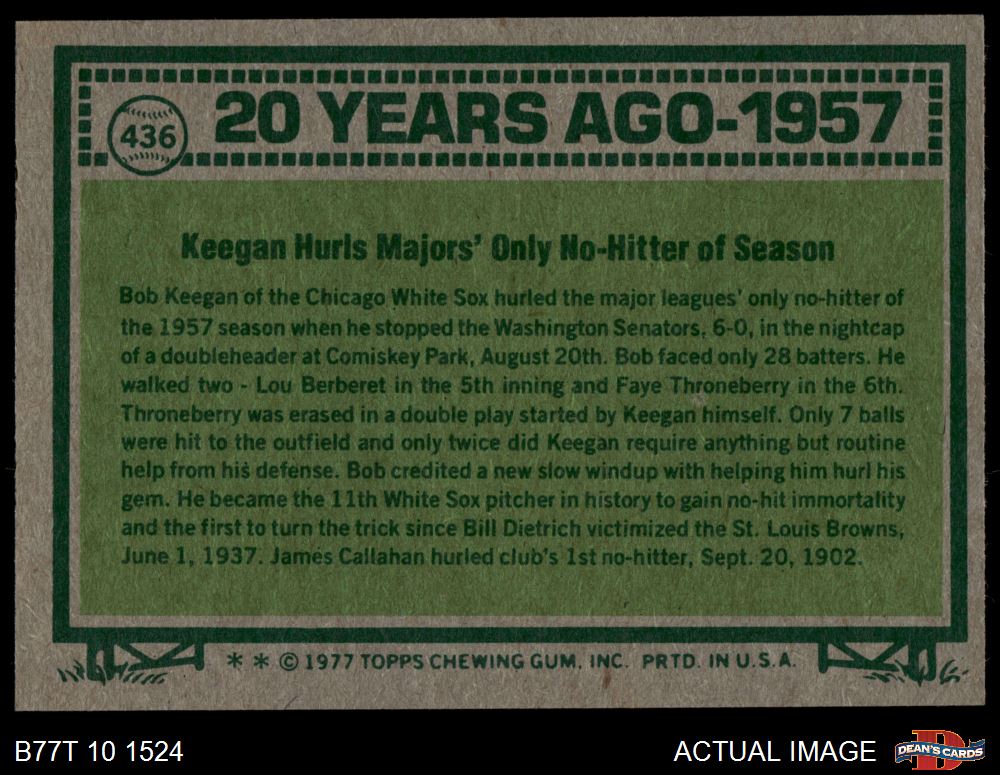 436
20 YEARS AGO-1957
Keegan Hurls Majors' Only No-Hitter of Season
Bob Keegan of the Chicago White Sox hurled the major leagues' only no-hitter of
the 1957 season when he stopped the Washington Senators, 6-0, in the nightcap
of a doubleheader at Comiskey Park, August 20th. Bob faced only 28 batters. He
walked two - Lou Berberet in the 5th inning and Faye Throneberry in the 6th.
Throneberry was erased in a double play started by Keegan himself. Only 7 balls
were hit to the outfield and only twice did Keegan require anything but routine
help from his defense. Bob credited a new slow windup with helping him hurl his
gem. He became the 11th White Sox pitcher in history to gain no-hit immortality
and the first to turn the trick since Bill Dietrich victimized the St. Louis Browns,
June 1, 1937. James Callahan hurled club's 1st no-hitter, Sept. 20, 1902.
* * © 1977 TOPPS CHEWING GUM, INC. PRTD. IN U.S.A.
B77T 10 1524
ACTUAL IMAGE
D
DEAN'S CARDS